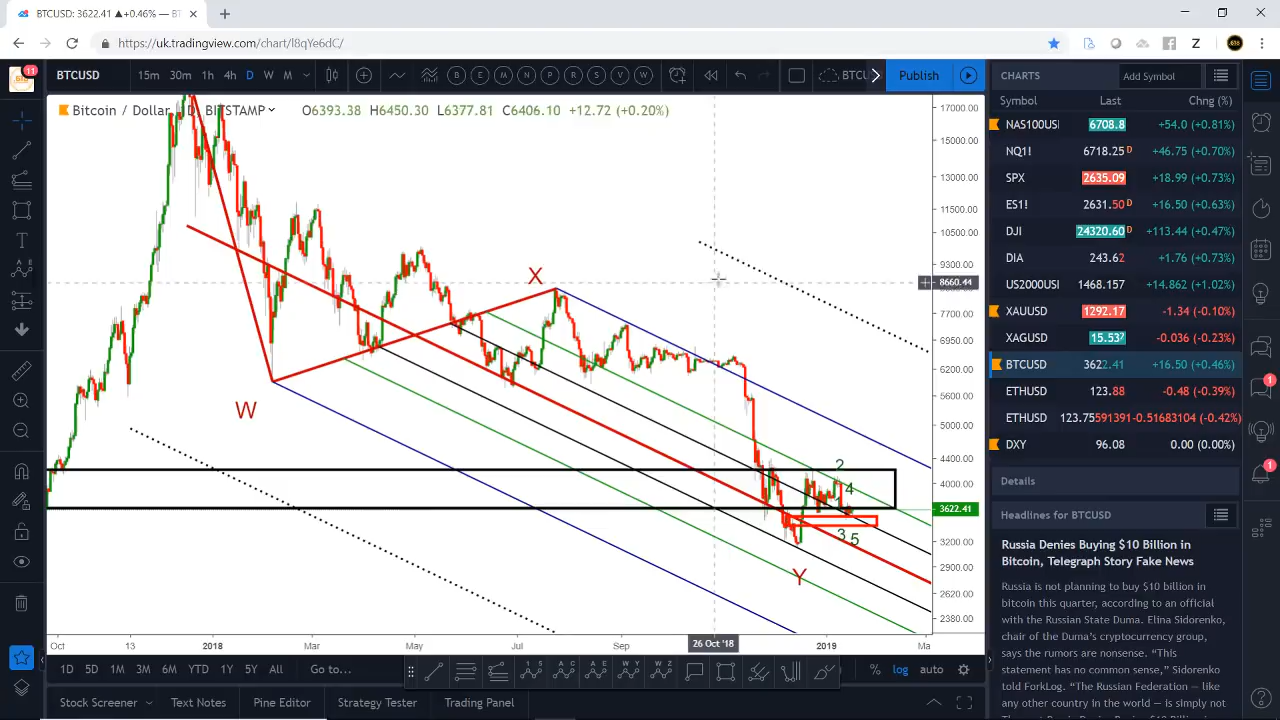 BTCUSD: 3622.41 ▲+0.46% — BT
https://uk.tradingview.com/chart/l8qYe6dC/
11
BTCUSD 15m 30m 1h 4h D W M BTCU Publish
CHARTS Add Symbol
Symbol Last Chng (%)
Bitcoin / Dollar, D, BITSTAMP O6393.38 H6450.30 L6377.81 C6406.10 +12.72 (+0.20%)
NAS100USD 6708.8 +54.0 (+0.81%)
NQ1! 6718.25 D +46.75 (+0.70%)
SPX 2635.09 +18.99 (+0.73%)
ES1! 2631.50 D +16.50 (+0.63%)
DJI 24320.60 D +113.44 (+0.47%)
DIA 243.62 +1.76 (+0.73%)
US2000USD 1468.157 +14.862 (+1.02%)
XAUUSD 1292.17 -1.34 (-0.10%)
XAGUSD 15.537 -0.036 (-0.23%)
BTCUSD 3622.41 +16.50 (+0.46%)
ETHUSD 123.88 -0.48 (-0.39%)
ETHUSD 123.75591391 -0.51683104 (-0.42%)
DXY 96.08 0.00 (0.00%)
17000.00
15000.00
13000.00
11500.00
10500.00
9300.00
8660.44
7700.00
6950.00
6200.00
5600.00
5000.00
4400.00
4000.00
3622.41
3200.00
2900.00
2620.00
2380.00
X
W
2
4
3 5
Y
Oct 13 2018 Mar May Jul Sep 26 Oct '18 2019 Ma
1D 5D 1M 3M 6M YTD 1Y 5Y All Go to... % log auto
Stock Screener Text Notes Pine Editor Strategy Tester Trading Panel
Details
Headlines for BTCUSD
Russia Denies Buying $10 Billion in
Bitcoin, Telegraph Story Fake News
Russia is not planning to buy $10 billion in
bitcoin this quarter, according to an official
with the Russian State Duma. Elina Sidorenko,
chair of the Duma's cryptocurrency group,
says the rumors are nonsense. "This
statement has no common sense," Sidorenko
told ForkLog. "The Russian Federation — like
any other country in the world — is simply not
1
1
1